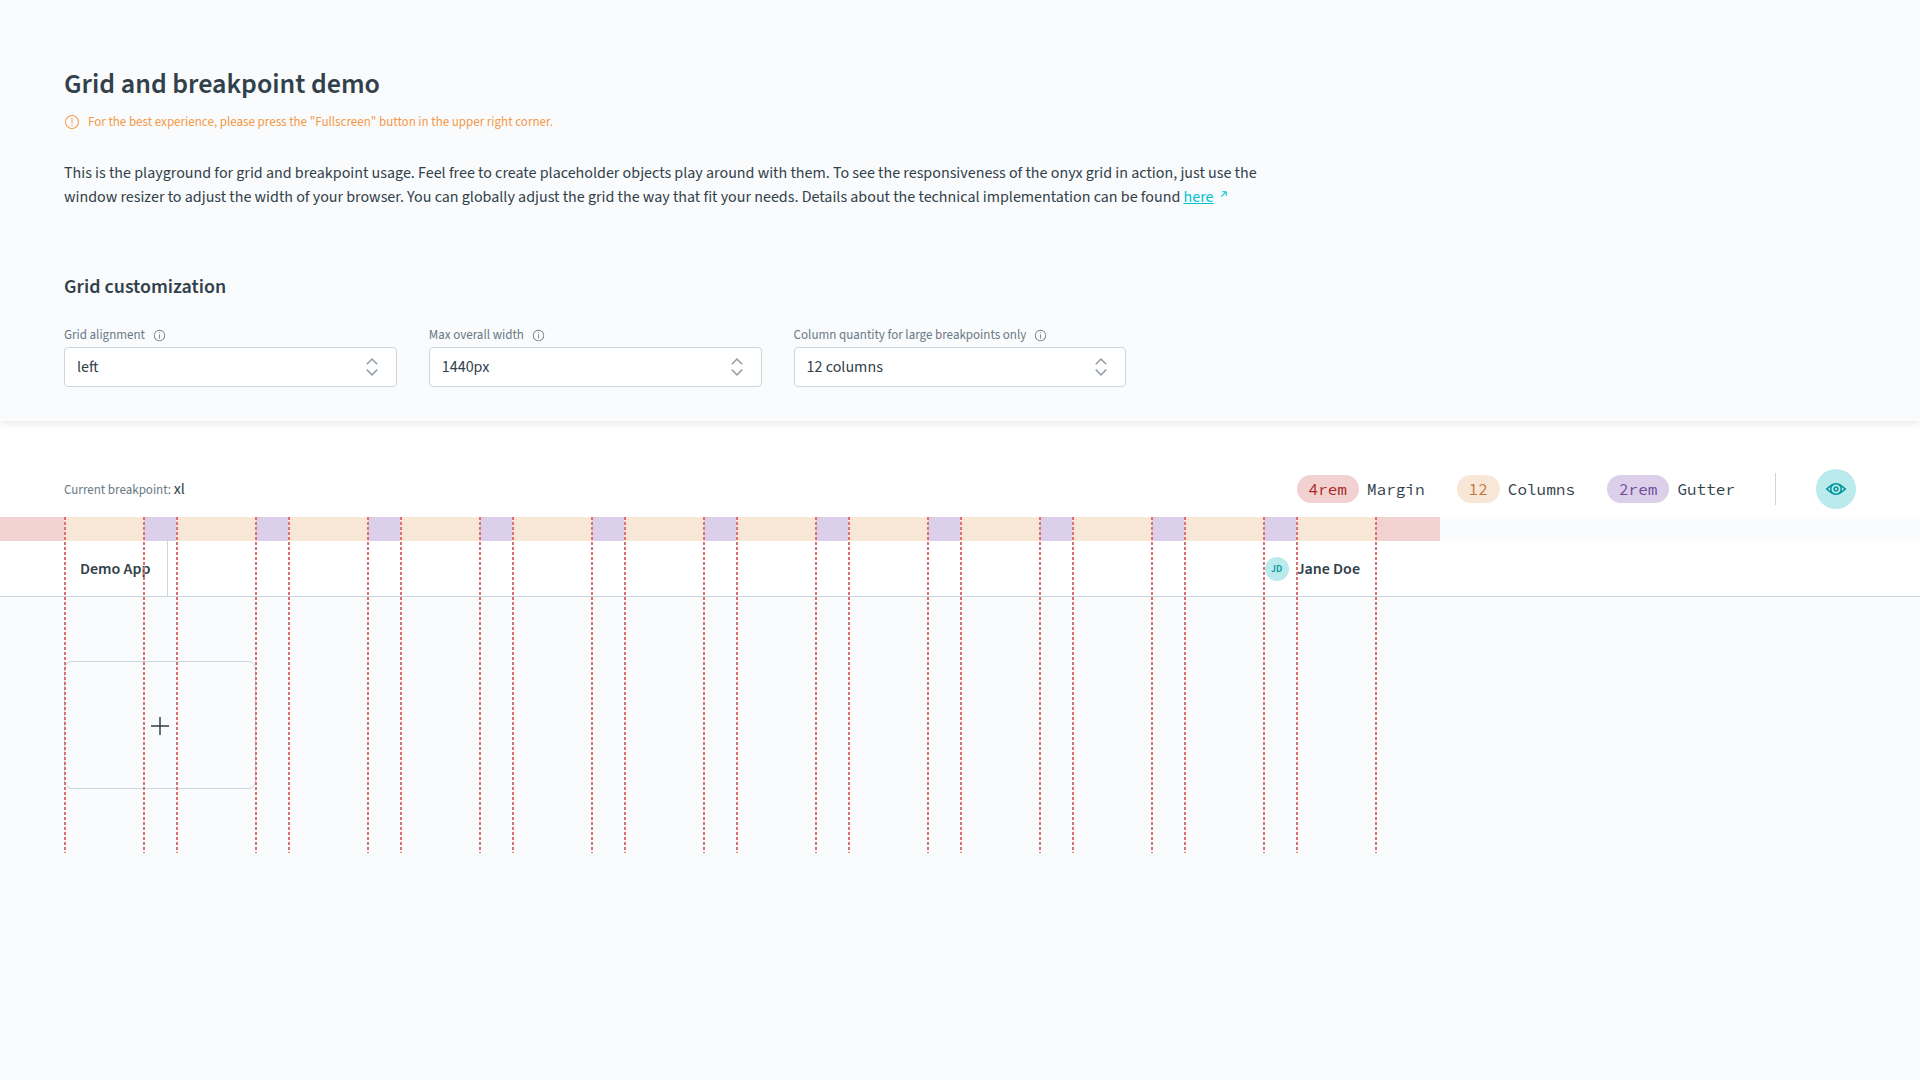 Grid and breakpoint demo
For the best experience, please press the "Fullscreen" button in the upper right corner.
This is the playground for grid and breakpoint usage. Feel free to create placeholder objects play around with them. To see the responsiveness of the onyx grid in action, just use the
window resizer to adjust the width of your browser. You can globally adjust the grid the way that fit your needs. Details about the technical implementation can be found here
Grid customization
Grid alignment Max overall width Column quantity for large breakpoints only
left 1440px 12 columns
Current breakpoint: xl 4rem Margin 12 Columns 2rem Gutter
Demo App JD Jane Doe